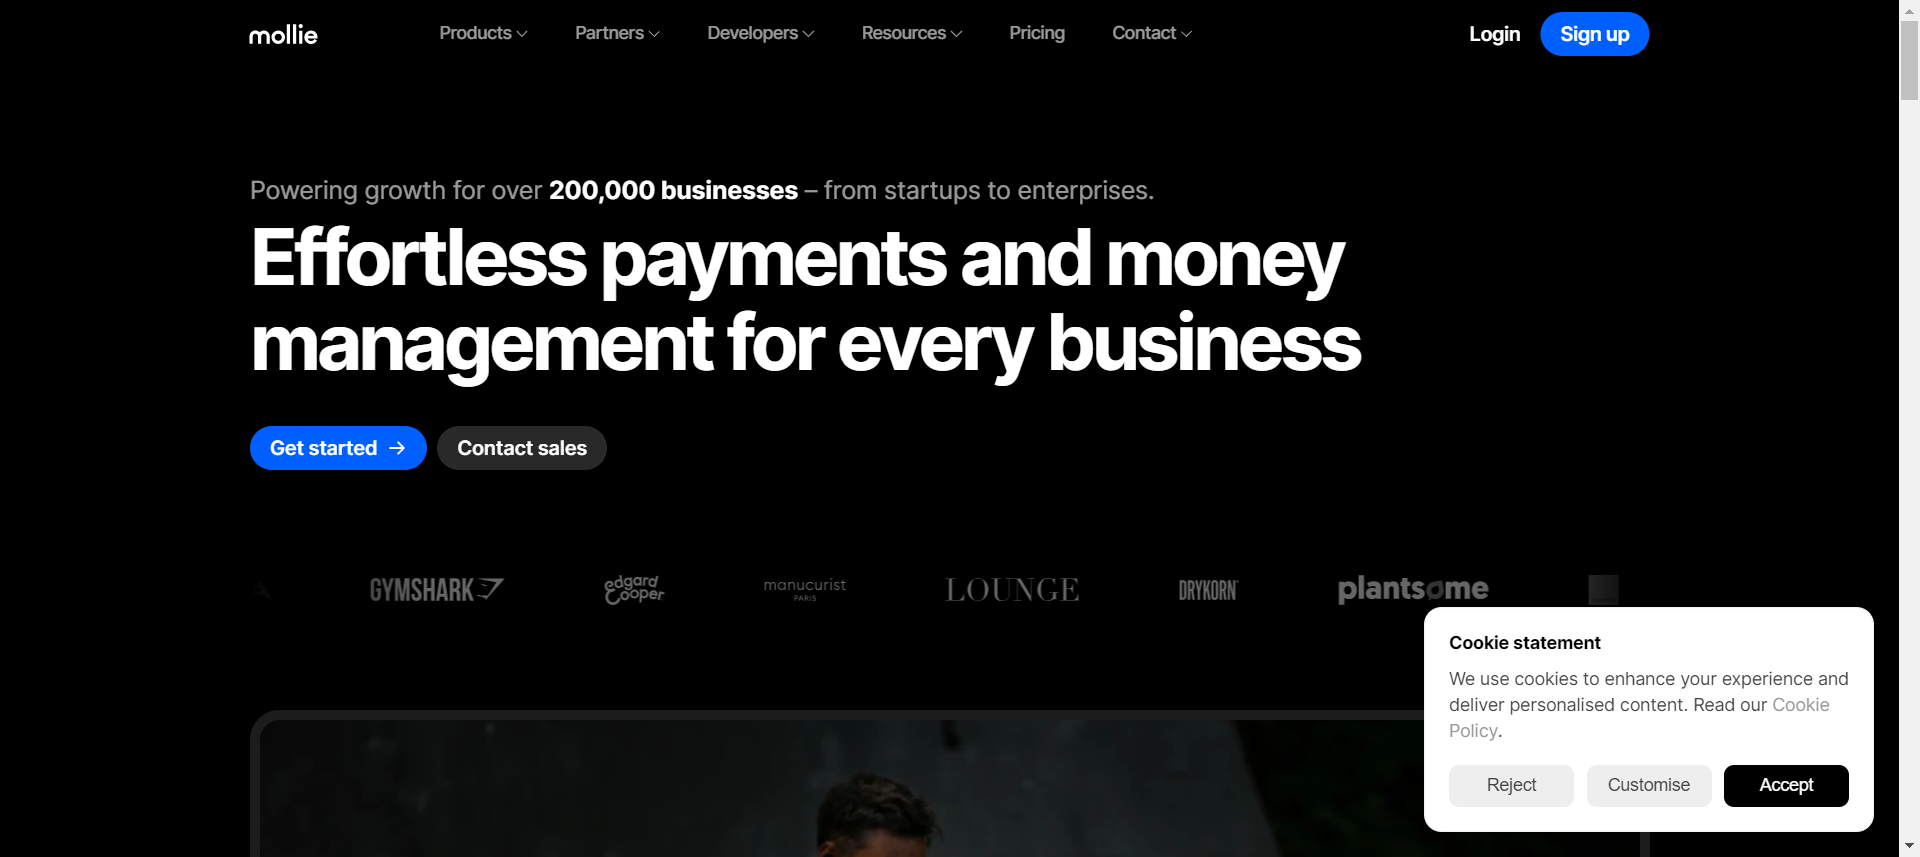 mollie
Products
Partners
Developers
Resources
Pricing
Contact
Login
Sign up
Powering growth for over 200,000 businesses – from startups to enterprises.
Effortless payments and money
management for every business
Get started →
Contact sales
A
GYMSHARK
edgard
cooper
manucurist
PARIS
LOUNGE
DRYKORN
plantsome
Cookie statement
We use cookies to enhance your experience and
deliver personalised content. Read our Cookie
Policy.
Reject
Customise
Accept